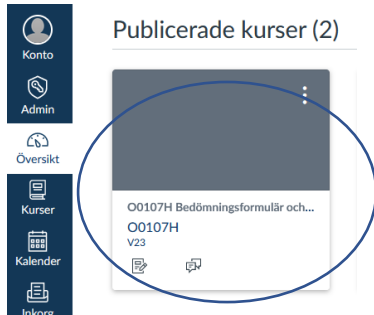 Publicerade kurser (2)
Konto
Admin
Översikt
Kurser
Kalender
Inkorg
O0107H Bedömningsformulär och...
O0107H
V23